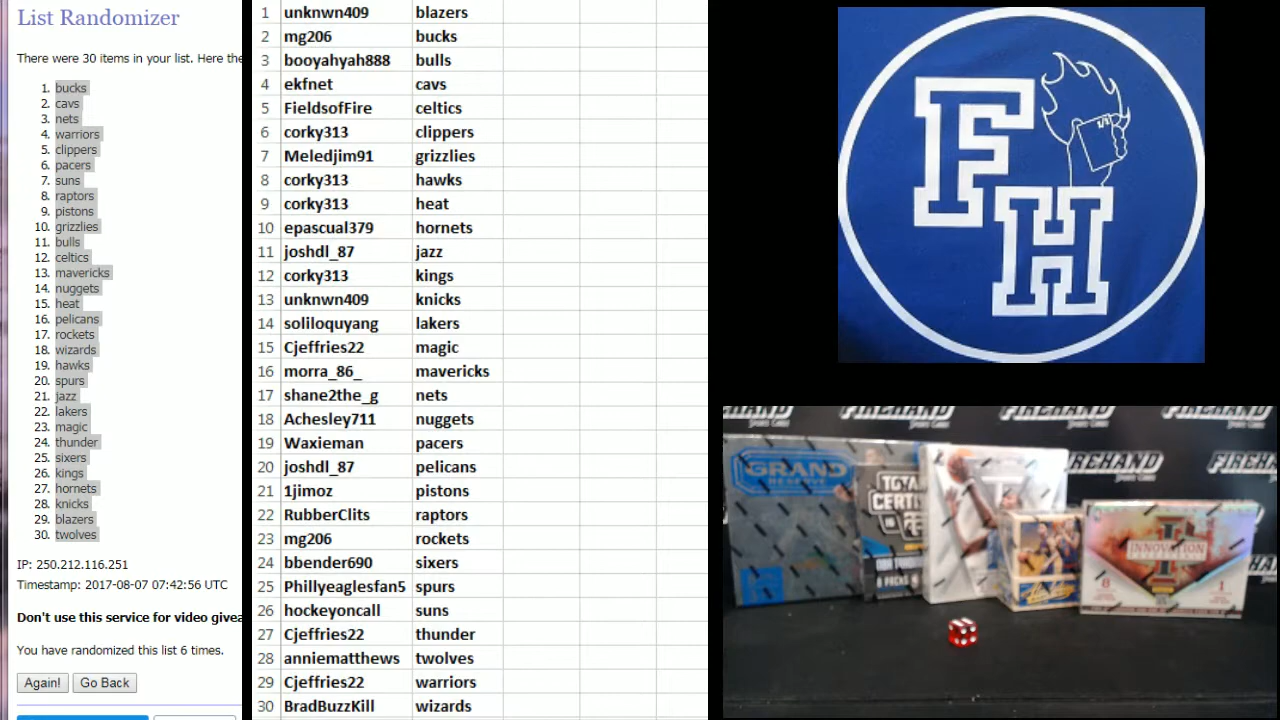 List Randomizer
There were 30 items in your list. Here the
1. bucks
2. cavs
3. nets
4. warriors
5. clippers
6. pacers
7. suns
8. raptors
9. pistons
10. grizzlies
11. bulls
12. celtics
13. mavericks
14. nuggets
15. heat
16. pelicans
17. rockets
18. wizards
19. hawks
20. spurs
21. jazz
22. lakers
23. magic
24. thunder
25. sixers
26. kings
27. hornets
28. knicks
29. blazers
30. twolves
IP: 250.212.116.251
Timestamp: 2017-08-07 07:42:56 UTC
Don't use this service for video givea
You have randomized this list 6 times.
Again! Go Back
1 unknwn409 blazers
2 mg206 bucks
3 booyahyah888 bulls
4 ekfnet cavs
5 FieldsofFire celtics
6 corky313 clippers
7 Meledjim91 grizzlies
8 corky313 hawks
9 corky313 heat
10 epascual379 hornets
11 joshdl_87 jazz
12 corky313 kings
13 unknwn409 knicks
14 soliloquyang lakers
15 Cjeffries22 magic
16 morra_86_ mavericks
17 shane2the_g nets
18 Achesley711 nuggets
19 Waxieman pacers
20 joshdl_87 pelicans
21 1jimoz pistons
22 RubberClits raptors
23 mg206 rockets
24 bbender690 sixers
25 Phillyeaglesfan5 spurs
26 hockeyoncall suns
27 Cjeffries22 thunder
28 anniematthews twolves
29 Cjeffries22 warriors
30 BradBuzzKill wizards
F
H
1/1
FIREHAND
FIREHAND
GRAND
RESERVE
INNOVATION
8
1